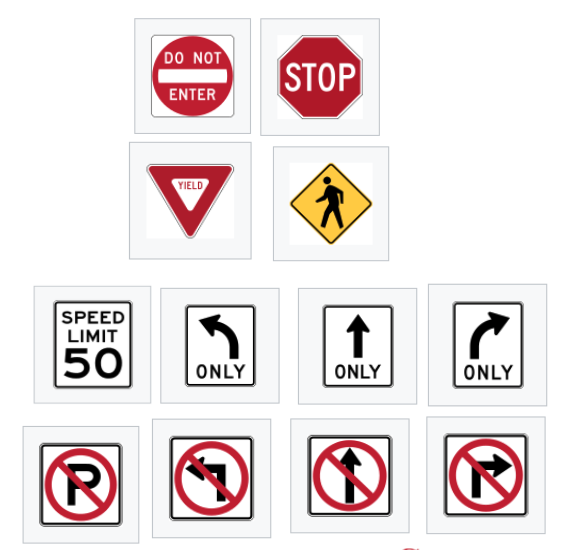 DO NOT
ENTER
STOP
YIELD
SPEED
LIMIT
50
ONLY
ONLY
ONLY
P